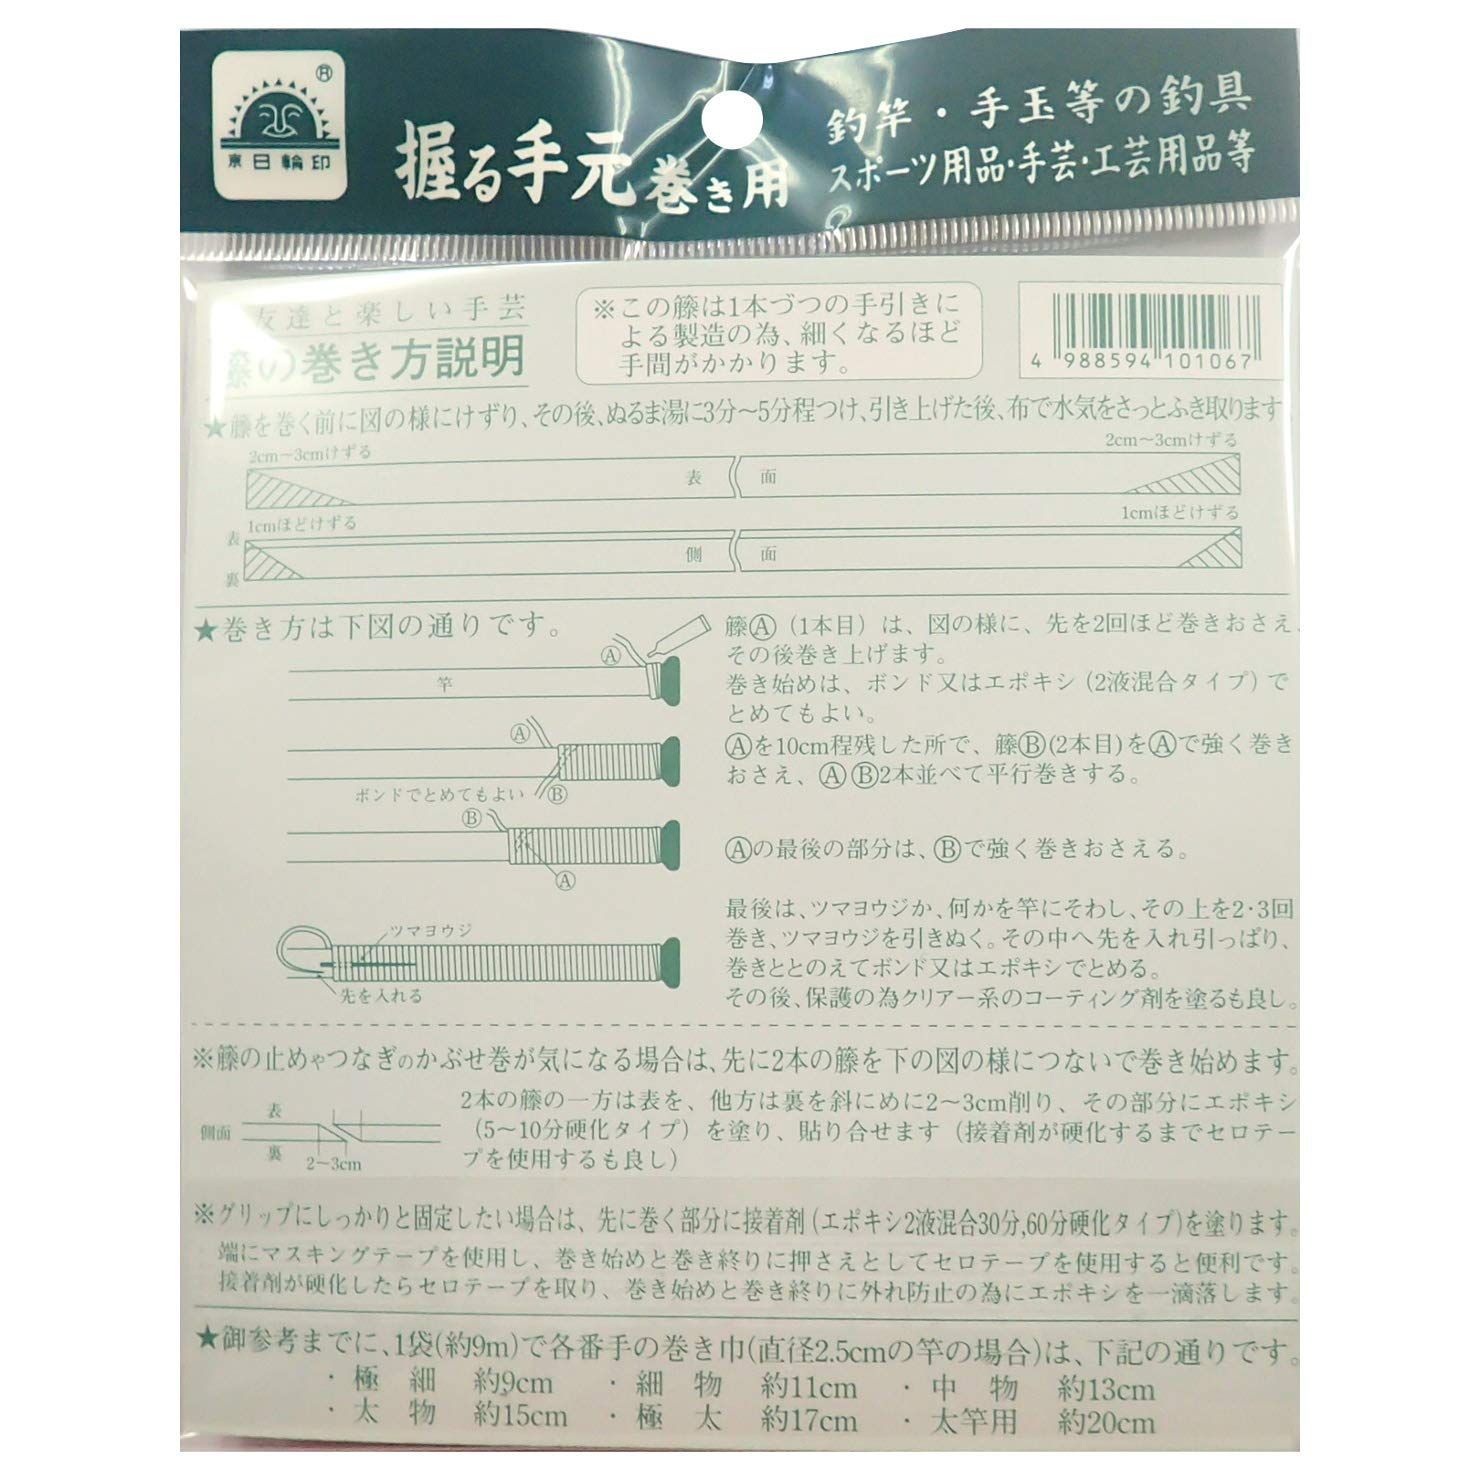 東日輪印
®
握る手元巻き用
釣竿・手玉等の釣具
スポーツ用品・手芸・工芸用品等
友達と楽しい手芸
籐の巻き方説明
※この籐は1本づつの手引きに
よる製造の為、細くなるほど
手間がかかります。
4 988594 101067
★籐を巻く前に図の様にけずり、その後、ぬるま湯に3分〜5分程つけ、引き上げた後、布で水気をさっとふき取ります
2cm〜3cmけずる
2cm〜3cmけずる
表 面
1cmほどけずる
1cmほどけずる
表
側 面
裏
★巻き方は下図の通りです。
Ⓐ
竿
Ⓐ
ボンドでとめてもよい
Ⓑ
Ⓑ
Ⓐ
ツマヨウジ
先を入れる
籐Ⓐ（1本目）は、図の様に、先を2回ほど巻きおさえ、
その後巻き上げます。
巻き始めは、ボンド又はエポキシ（2液混合タイプ）で
とめてもよい。
Ⓐを10cm程残した所で、籐Ⓑ(2本目)をⒶで強く巻き
おさえ、ⒶⒷ2本並べて平行巻きする。
Ⓐの最後の部分は、Ⓑで強く巻きおさえる。
最後は、ツマヨウジか、何かを竿にそわし、その上を2・3回
巻き、ツマヨウジを引きぬく。その中へ先を入れ引っぱり、
巻きととのえてボンド又はエポキシでとめる。
その後、保護の為クリアー系のコーティング剤を塗るも良し。
※籐の止めやつなぎのかぶせ巻が気になる場合は、先に2本の籐を下の図の様につないで巻き始めます。
表
側面
裏
2〜3cm
2本の籐の一方は表を、他方は裏を斜にめに2〜3cm削り、その部分にエポキシ
（5〜10分硬化タイプ）を塗り、貼り合せます（接着剤が硬化するまでセロテー
プを使用するも良し）
※グリップにしっかりと固定したい場合は、先に巻く部分に接着剤（エポキシ2液混合30分,60分硬化タイプ）を塗ります。
端にマスキングテープを使用し、巻き始めと巻き終りに押さえとしてセロテープを使用すると便利です。
接着剤が硬化したらセロテープを取り、巻き始めと巻き終りに外れ防止の為にエポキシを一滴落します。
★御参考までに、1袋(約9m)で各番手の巻き巾(直径2.5cmの竿の場合)は、下記の通りです。
・極細 約9cm ・細物 約11cm ・中物 約13cm
・太物 約15cm ・極太 約17cm ・太竿用 約20cm